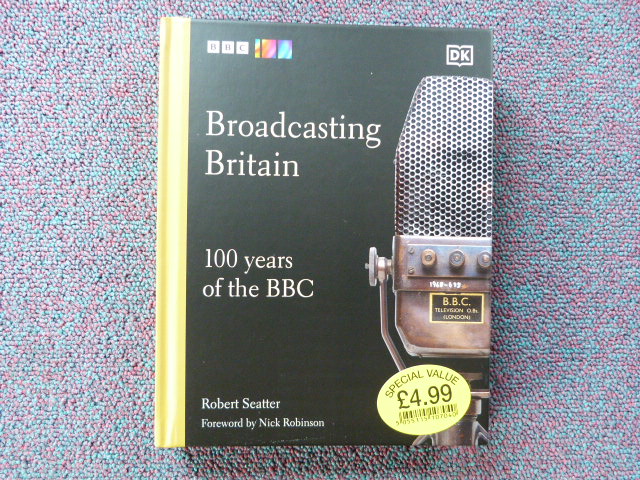 BBC
DK
Broadcasting
Britain
100 years
of the BBC
B.B.C.
TELEVISION O.Bs
(LONDON)
SPECIAL VALUE
£4.99
Robert Seatter
Foreword by Nick Robinson